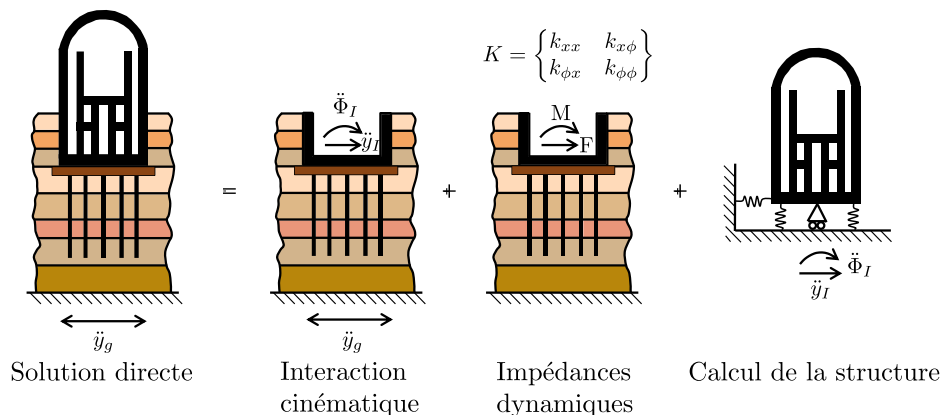 K = { k_xx k_xϕ
k_ϕx k_ϕϕ }
Φ̈_I
ÿ_I
M
F
= + +
Φ̈_I
ÿ_I
ÿ_g
ÿ_g
Solution directe
Interaction
cinématique
Impédances
dynamiques
Calcul de la structure